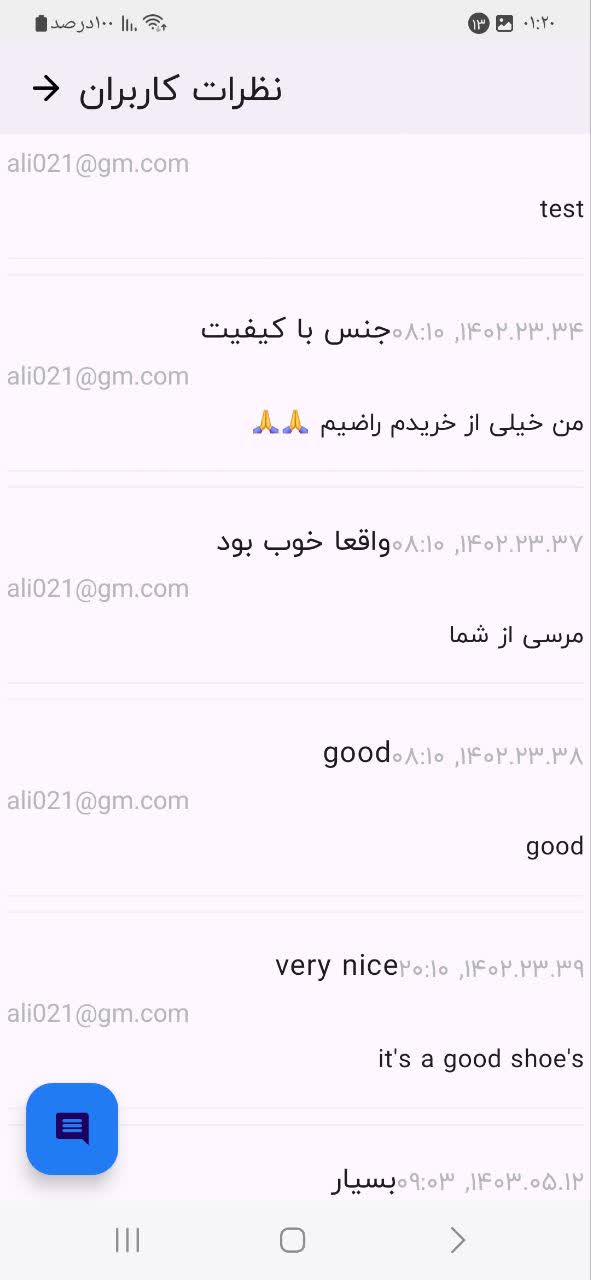 ۰۱:۲۰ ۱۳ ۱۰۰درصد
نظرات کاربران
ali021@gm.com
test
۱۴۰۲.۲۳.۳۴, ۰۸:۱۰ جنس با کیفیت
ali021@gm.com
من خیلی از خریدم راضیم 🙏🙏
۱۴۰۲.۲۳.۳۷, ۰۸:۱۰ واقعا خوب بود
ali021@gm.com
مرسی از شما
۱۴۰۲.۲۳.۳۸, ۰۸:۱۰ good
ali021@gm.com
good
۱۴۰۲.۲۳.۳۹, ۲۰:۱۰ very nice
ali021@gm.com
it's a good shoe's
۱۴۰۳.۰۵.۱۲, ۰۹:۰۳ بسیار